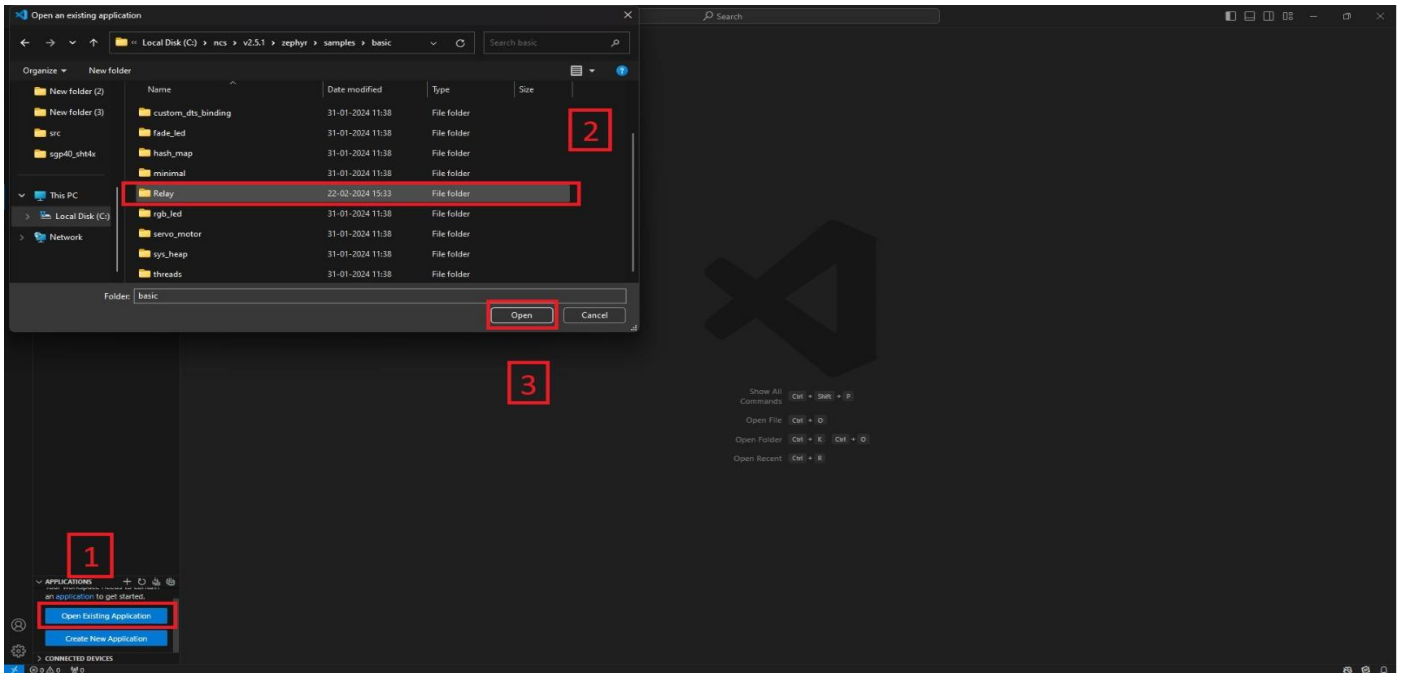 Open an existing application
Search
Local Disk (C:) > ncs > v2.5.1 > zephyr > samples > basic
Search basic
Organize
New folder
Name
Date modified
Type
Size
New folder (2)
New folder (3)
src
sgp40_sht4x
This PC
Local Disk (C:)
Network
custom_dts_binding 31-01-2024 11:38 File folder
fade_led 31-01-2024 11:38 File folder
hash_map 31-01-2024 11:38 File folder
minimal 31-01-2024 11:38 File folder
Relay 22-02-2024 15:33 File folder
rgb_led 31-01-2024 11:38 File folder
servo_motor 31-01-2024 11:38 File folder
sys_heap 31-01-2024 11:38 File folder
threads 31-01-2024 11:38 File folder
2
Folder: basic
Open
Cancel
3
Show All
Commands Ctrl + Shift + P
Open File Ctrl + O
Open Folder Ctrl + K Ctrl + O
Open Recent Ctrl + R
1
APPLICATIONS
an application to get started.
Open Existing Application
Create New Application
CONNECTED DEVICES
0 0 0